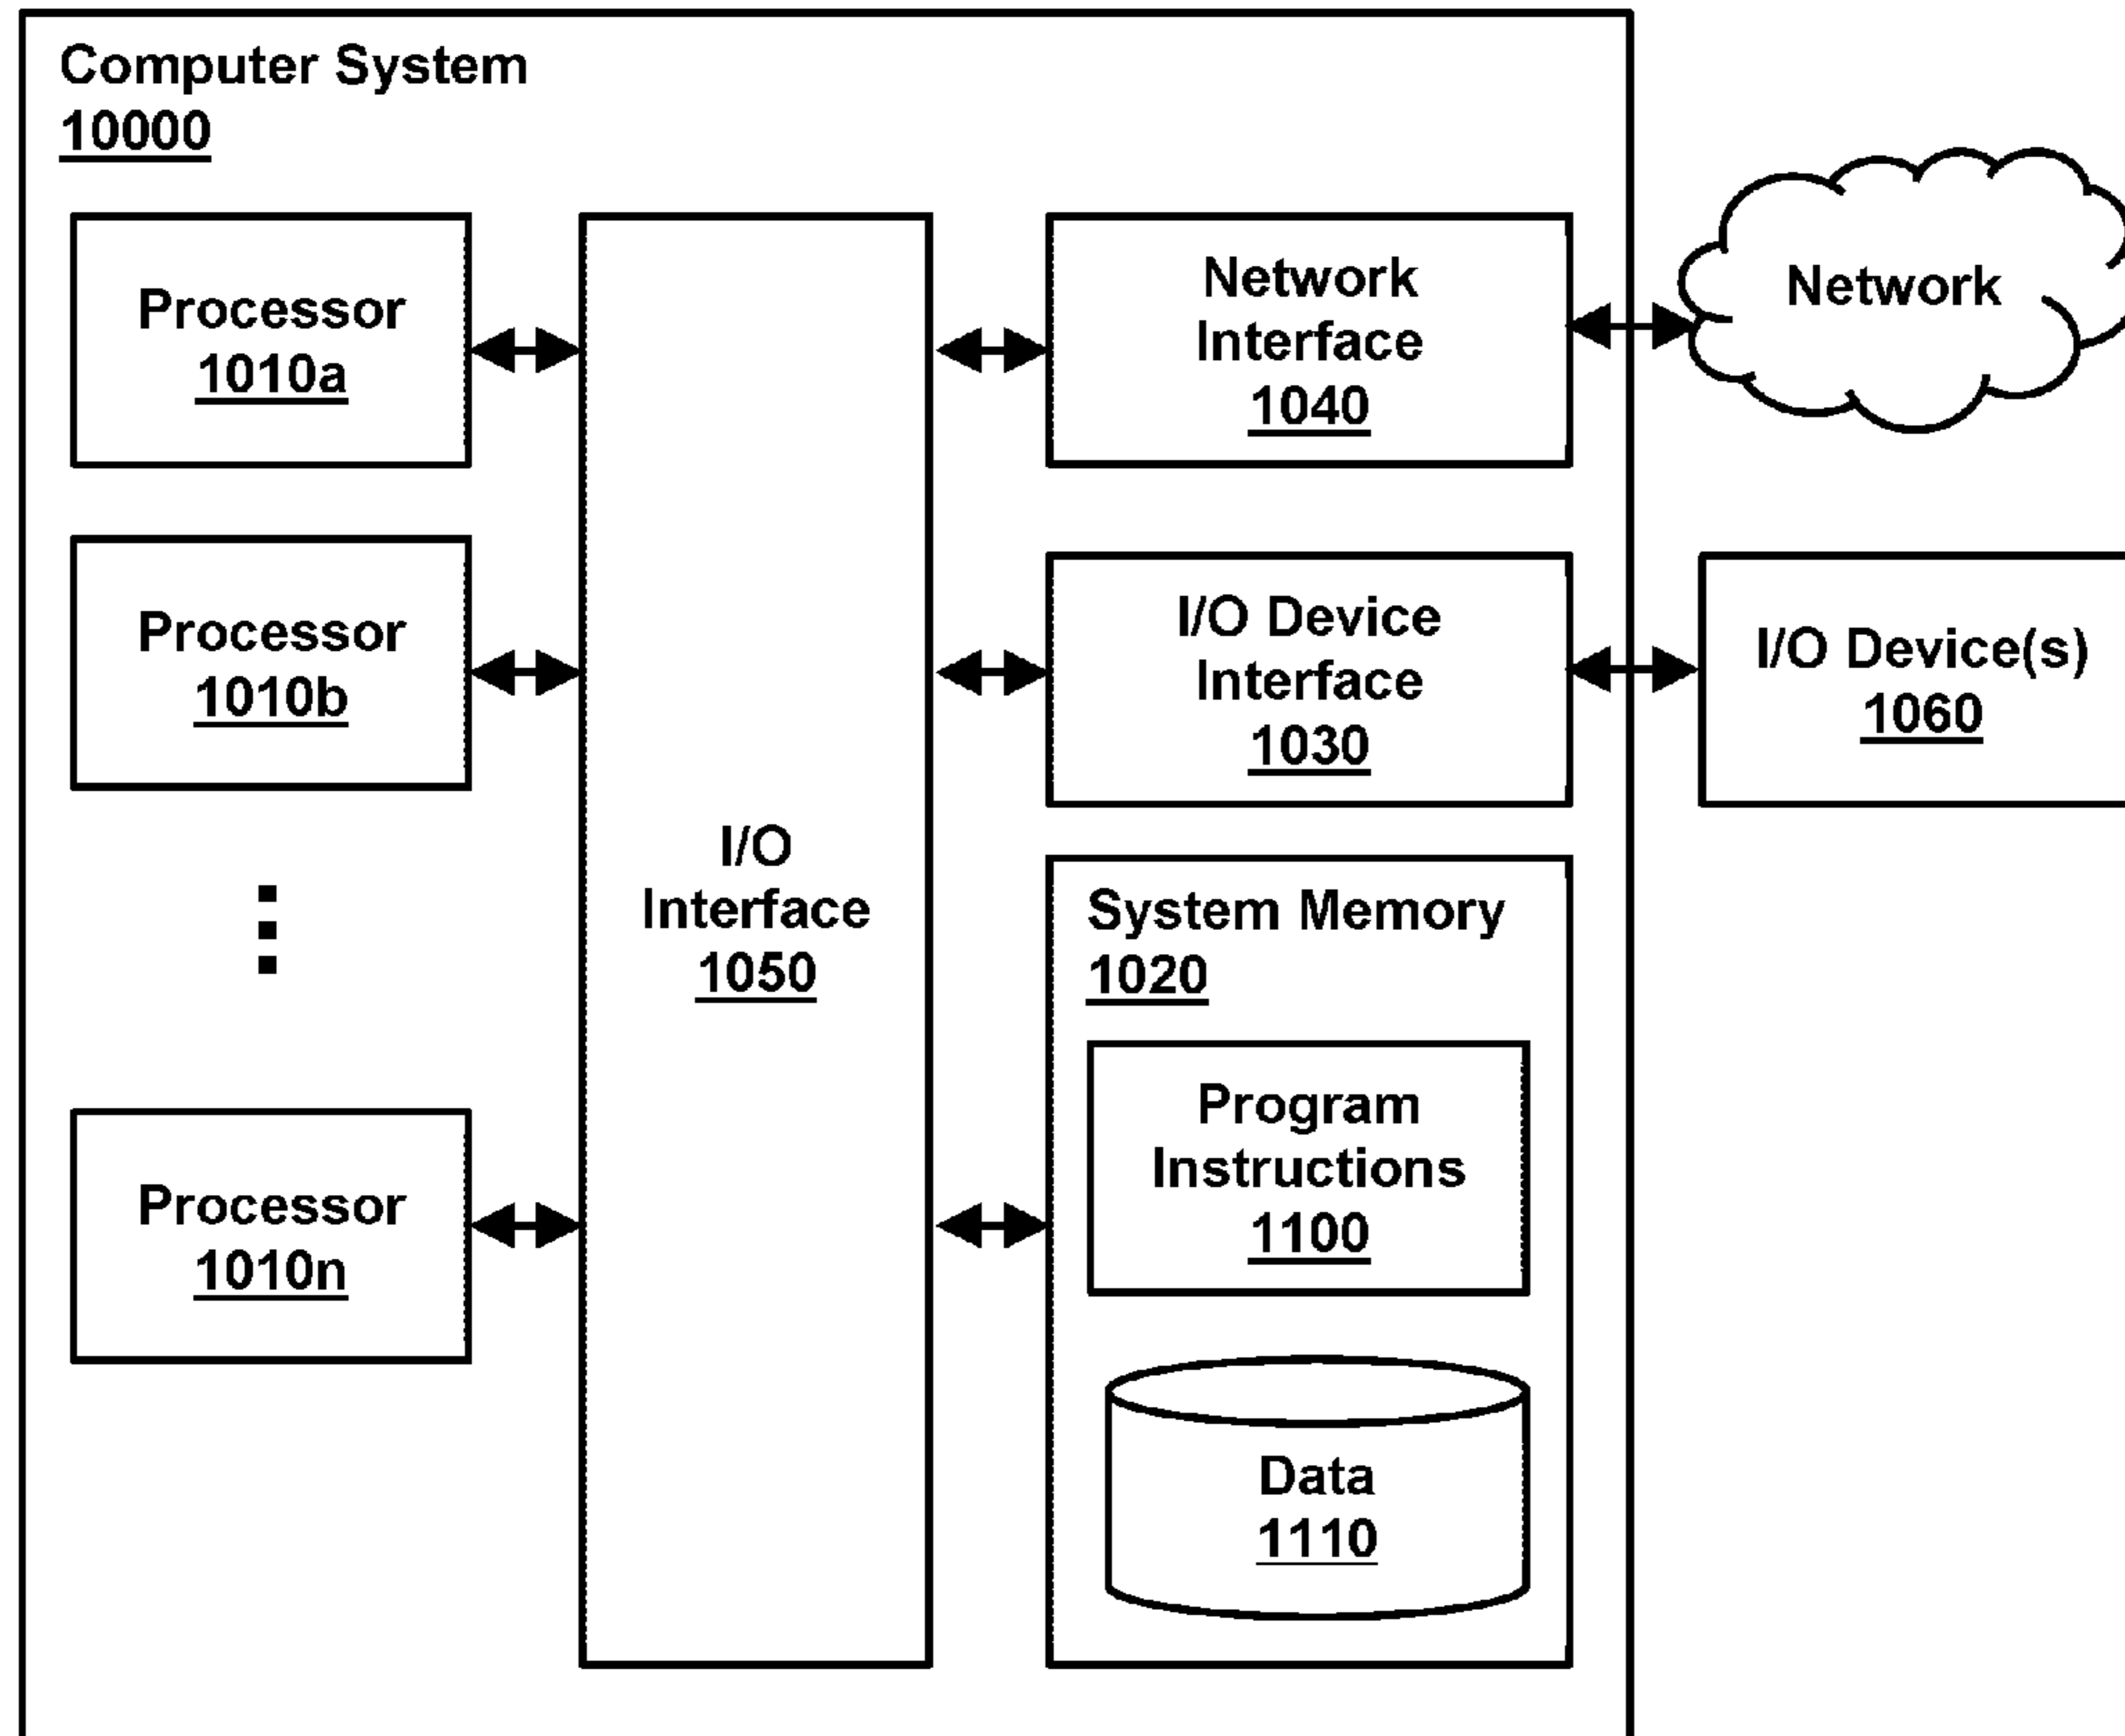 Computer System
10000
Processor
1010a
Processor
1010b
Processor
1010n
I/O
Interface
1050
Network
Interface
1040
I/O Device
Interface
1030
System Memory
1020
Program
Instructions
1100
Data
1110
Network
I/O Device(s)
1060